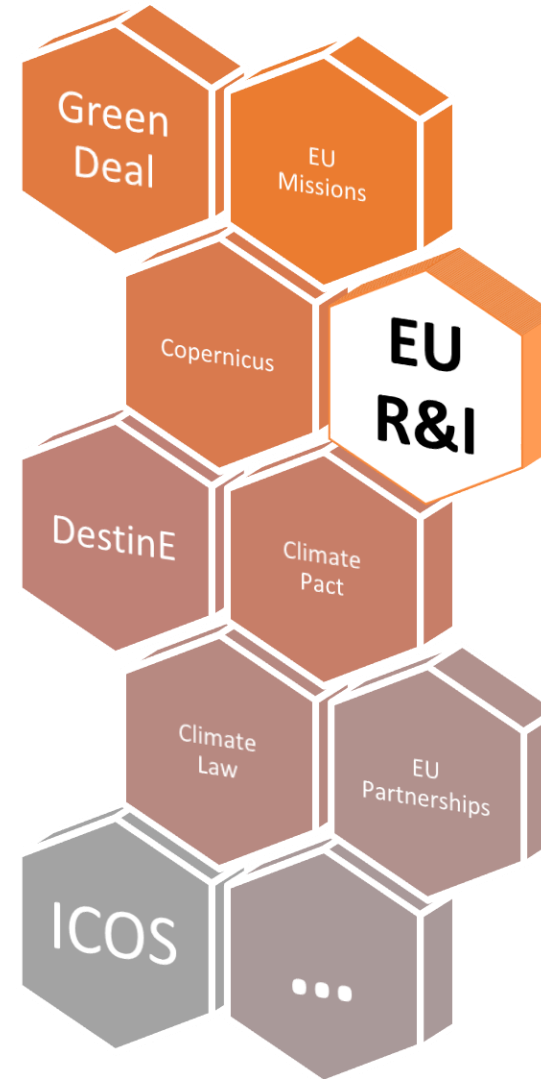 Green
Deal
EU
Missions
Copernicus
EU
R&I
DestinE
Climate
Pact
Climate
Law
EU
Partnerships
ICOS
...